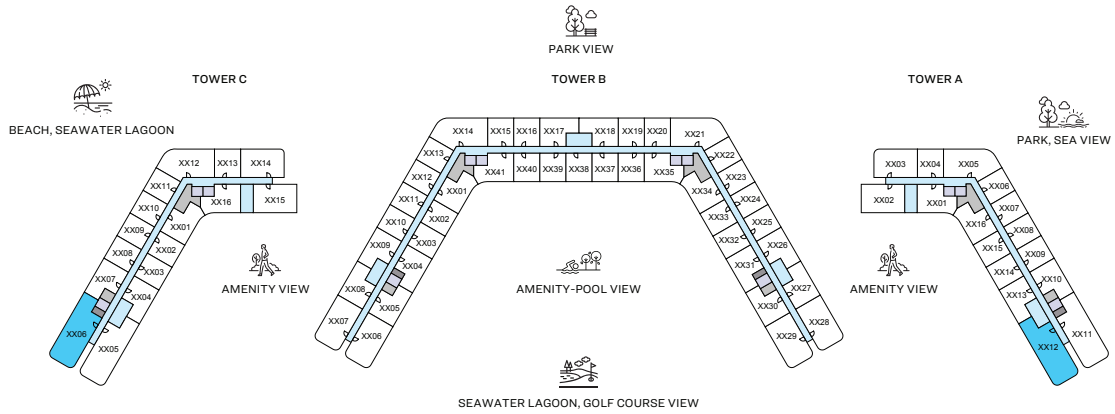 PARK VIEW
TOWER C
TOWER B
TOWER A
BEACH, SEAWATER LAGOON
PARK, SEA VIEW
XX12
XX13
XX14
XX11
XX10
XX09
XX08
XX07
XX06
XX05
XX04
XX03
XX02
XX01
XX16
XX15
XX14
XX15
XX16
XX17
XX18
XX19
XX20
XX21
XX13
XX12
XX11
XX10
XX09
XX08
XX07
XX06
XX05
XX04
XX03
XX02
XX01
XX41
XX40
XX39
XX38
XX37
XX36
XX35
XX34
XX33
XX32
XX31
XX30
XX29
XX22
XX23
XX24
XX25
XX26
XX27
XX28
XX03
XX04
XX05
XX02
XX01
XX06
XX07
XX08
XX09
XX10
XX11
XX16
XX15
XX14
XX13
XX12
AMENITY VIEW
AMENITY-POOL VIEW
AMENITY VIEW
SEAWATER LAGOON, GOLF COURSE VIEW